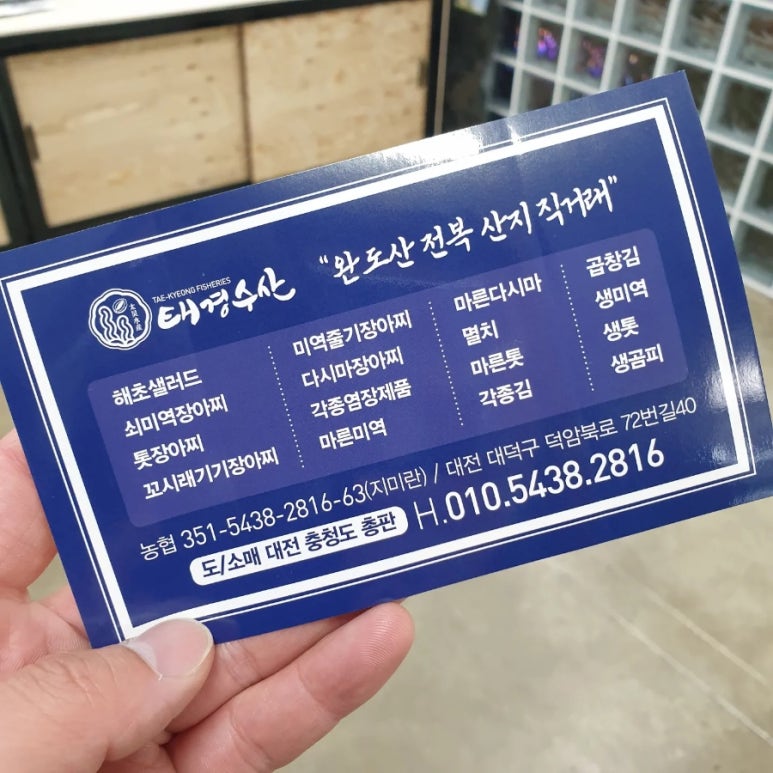 TAE-KYEONG FISHERIES
태경수산
"완도산 전복 산지 직거래"
해초샐러드
쇠미역장아찌
톳장아찌
꼬시래기기장아찌
미역줄기장아찌
다시마장아찌
각종염장제품
마른미역
마른다시마
멸치
마른톳
각종김
곱창김
생미역
생톳
생곰피
농협 351-5438-2816-63(지미란) / 대전 대덕구 덕암북로 72번길40
도/소매 대전 충청도 총판 H.010.5438.2816